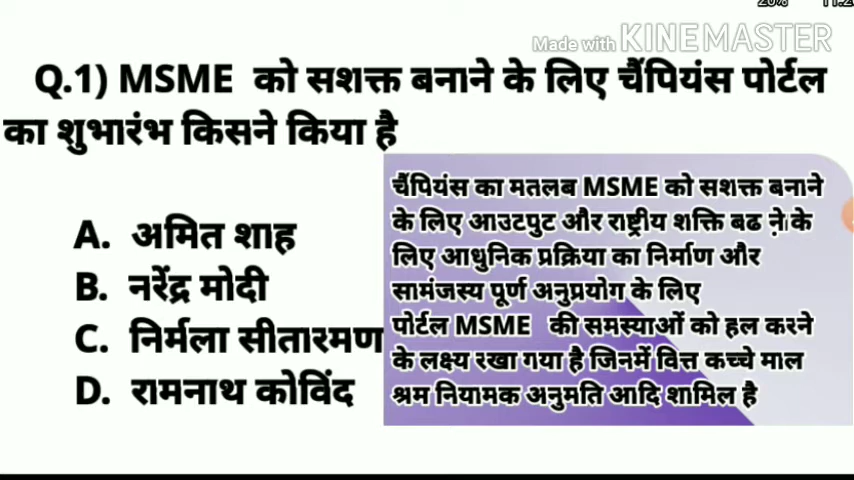 Made with KINEMASTER
Q.1) MSME को सशक्त बनाने के लिए चैंपियंस पोर्टल
का शुभारंभ किसने किया है
A. अमित शाह
B. नरेंद्र मोदी
C. निर्मला सीतारमण
D. रामनाथ कोविंद
चैंपियंस का मतलब MSME को सशक्त बनाने
के लिए आउटपुट और राष्ट्रीय शक्ति बढ ़ने के
लिए आधुनिक प्रक्रिया का निर्माण और
सामंजस्य पूर्ण अनुप्रयोग के लिए
पोर्टल MSME की समस्याओं को हल करने
के लक्ष्य रखा गया है जिनमें वित्त कच्चे माल
श्रम नियामक अनुमति आदि शामिल है